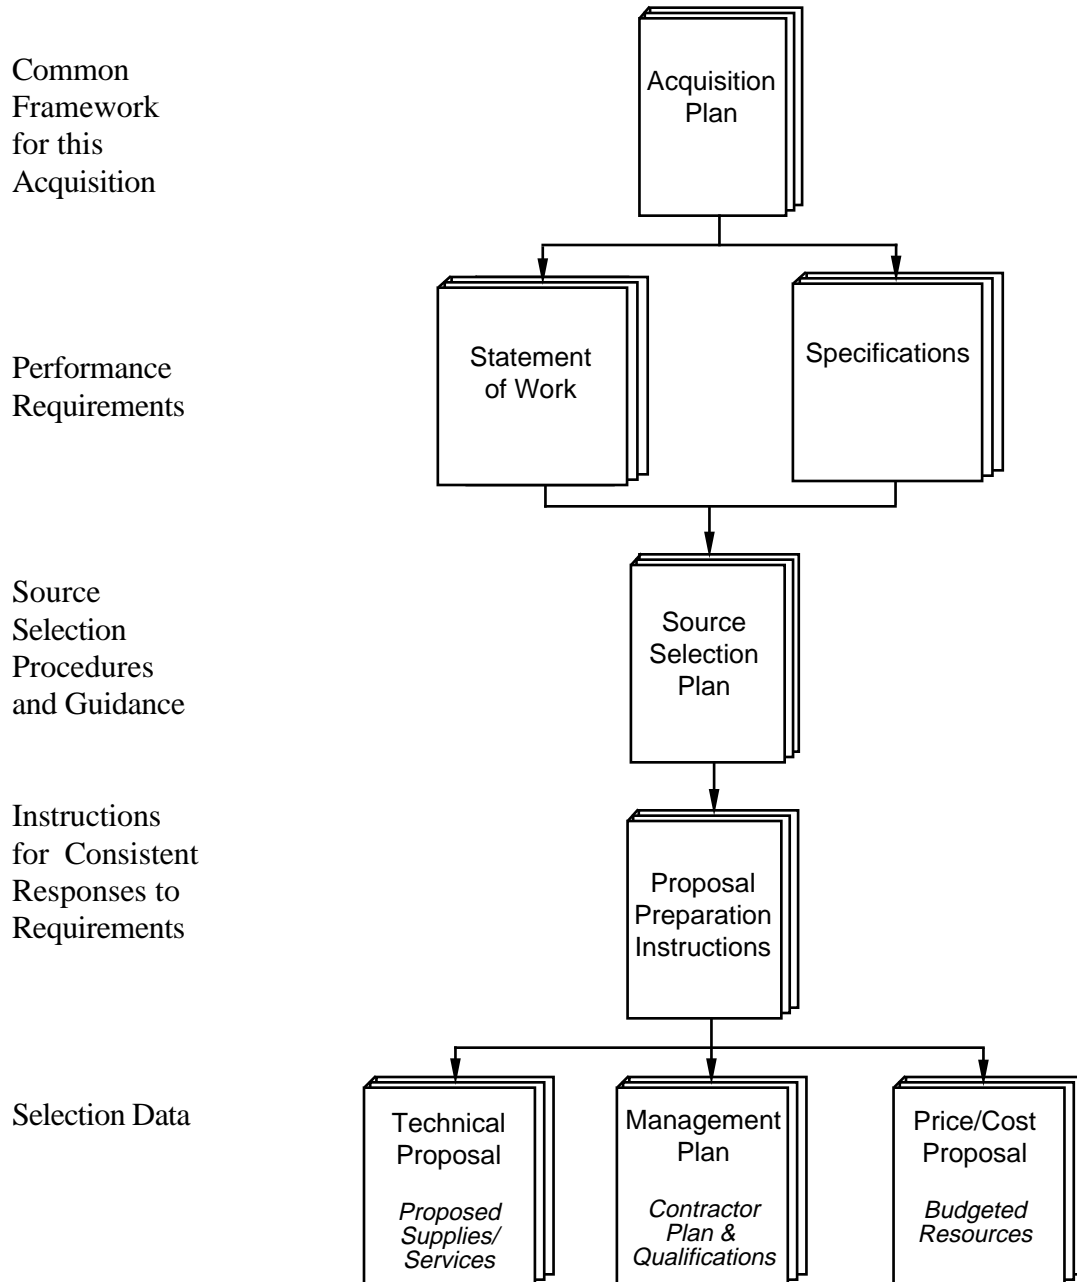 Common
Framework
for this
Acquisition
Acquisition
Plan
Performance
Requirements
Statement
of Work
Specifications
Source
Selection
Procedures
and Guidance
Source
Selection
Plan
Instructions
for Consistent
Responses to
Requirements
Proposal
Preparation
Instructions
Selection Data
Technical
Proposal
Proposed
Supplies/
Services
Management
Plan
Contractor
Plan &
Qualifications
Price/Cost
Proposal
Budgeted
Resources